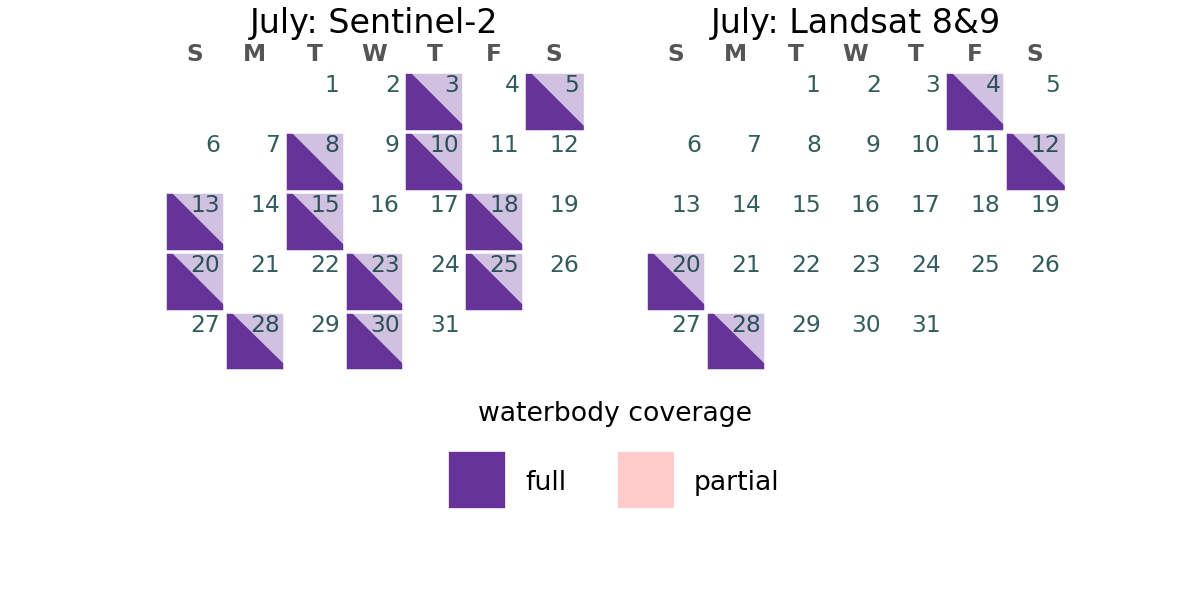 July: Sentinel-2
S M T W T F S
1 2 3 4 5
6 7 8 9 10 11 12
13 14 15 16 17 18 19
20 21 22 23 24 25 26
27 28 29 30 31
July: Landsat 8&9
S M T W T F S
1 2 3 4 5
6 7 8 9 10 11 12
13 14 15 16 17 18 19
20 21 22 23 24 25 26
27 28 29 30 31
waterbody coverage
full partial